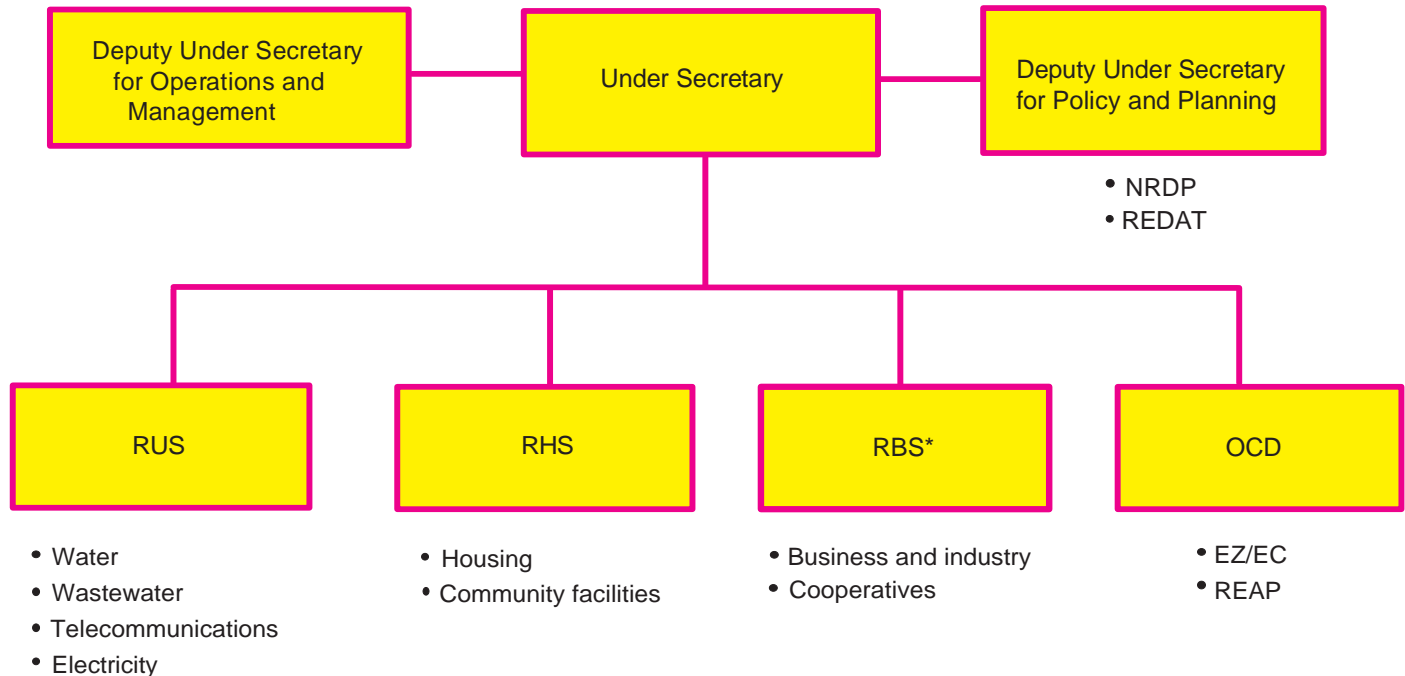 Deputy Under Secretary
for Operations and
Management
Under Secretary
Deputy Under Secretary
for Policy and Planning
• NRDP
• REDAT
RUS
RHS
RBS*
OCD
• Water
• Wastewater
• Telecommunications
• Electricity
• Housing
• Community facilities
• Business and industry
• Cooperatives
• EZ/EC
• REAP